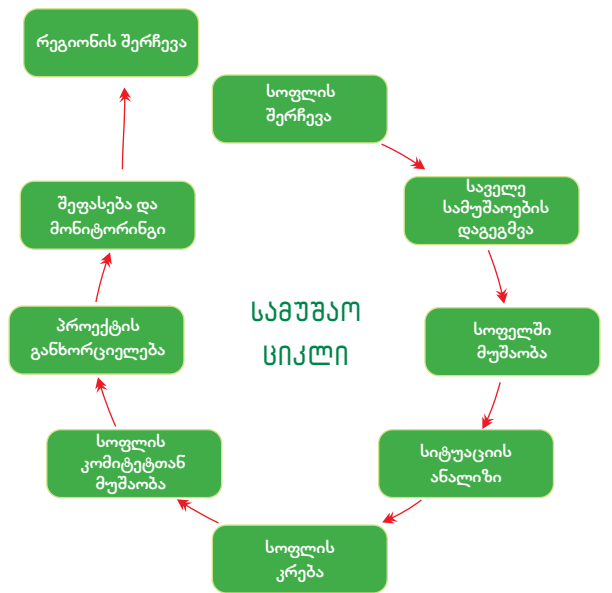 რეგიონის შერჩევა
სოფლის
შერჩევა
საველე
სამუშაოების
დაგეგმვა
სოფელში
მუშაობა
სიტუაციის
ანალიზი
სოფლის
კრება
სოფლის
კომიტეტთან
მუშაობა
პროექტის
განხორციელება
შეფასება და
მონიტორინგი
სამუშაო
ციკლი